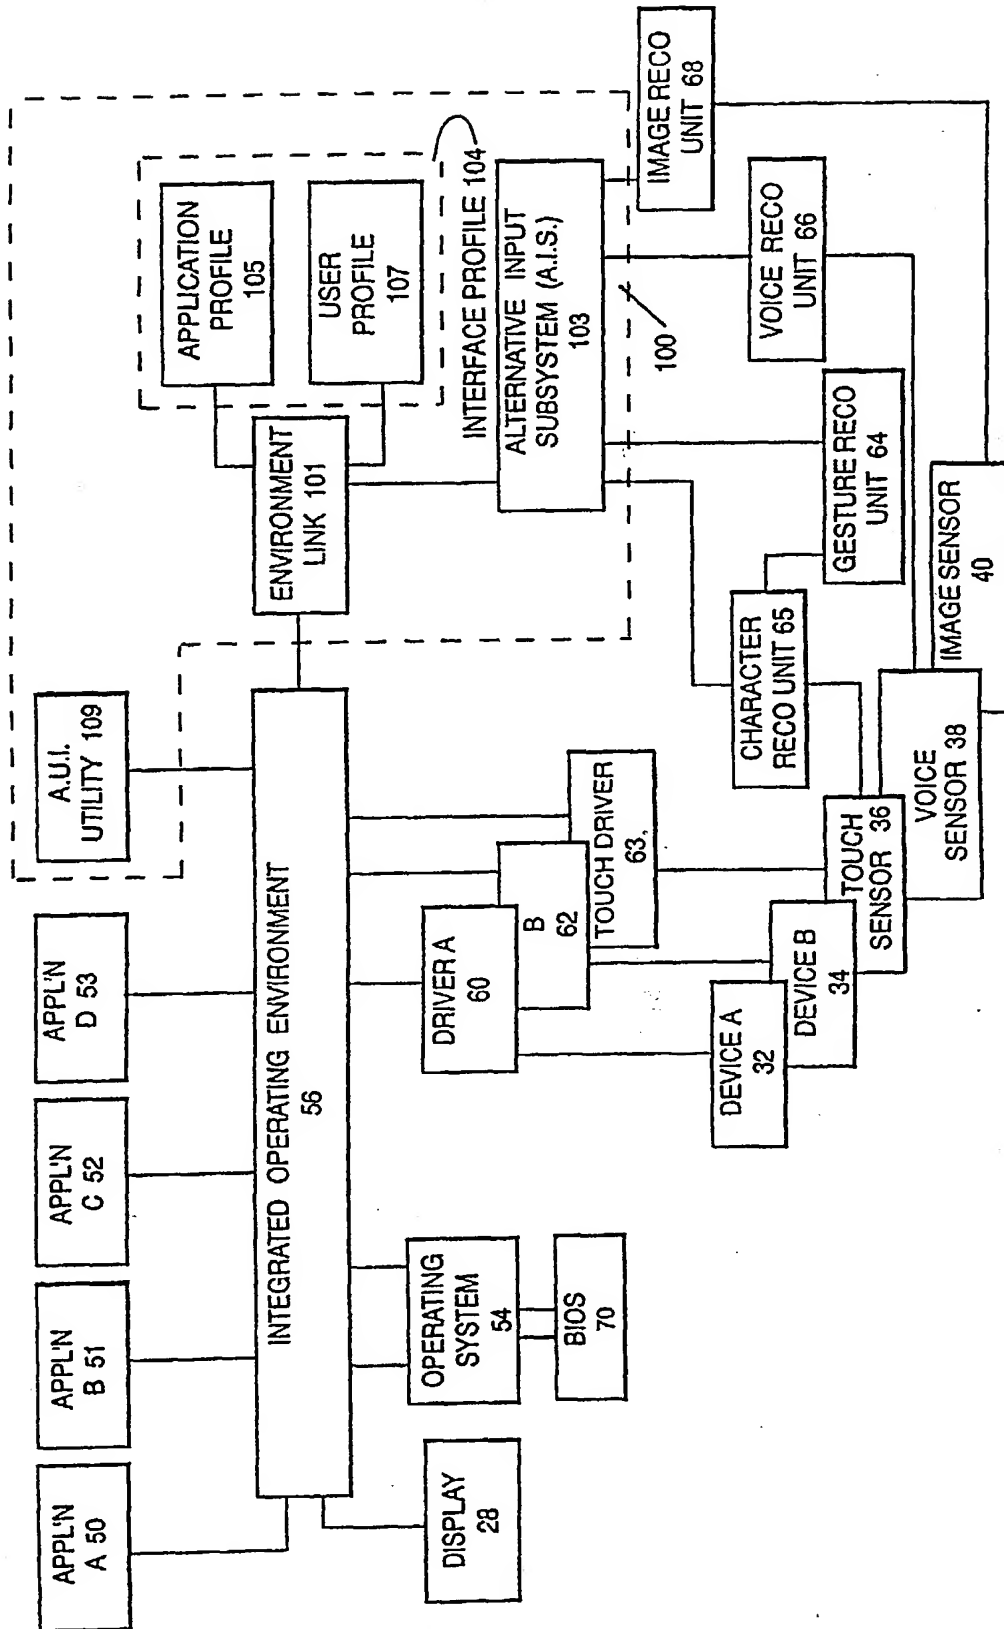 APPL'N
A 50
APPL'N
B 51
APPL'N
C 52
APPL'N
D 53
A.U.I.
UTILITY 109
INTEGRATED OPERATING ENVIRONMENT
56
ENVIRONMENT
LINK 101
APPLICATION
PROFILE
105
USER
PROFILE
107
INTERFACE PROFILE 104
ALTERNATIVE INPUT
SUBSYSTEM (A.I.S.)
103
100
DISPLAY
28
OPERATING
SYSTEM
54
BIOS
70
DRIVER A
60
B
62
TOUCH DRIVER
63,
DEVICE A
32
DEVICE B
34
TOUCH
SENSOR 36
VOICE
SENSOR 38
IMAGE SENSOR
40
CHARACTER
RECO UNIT 65
GESTURE RECO
UNIT 64
VOICE RECO
UNIT 66
IMAGE RECO
UNIT 68